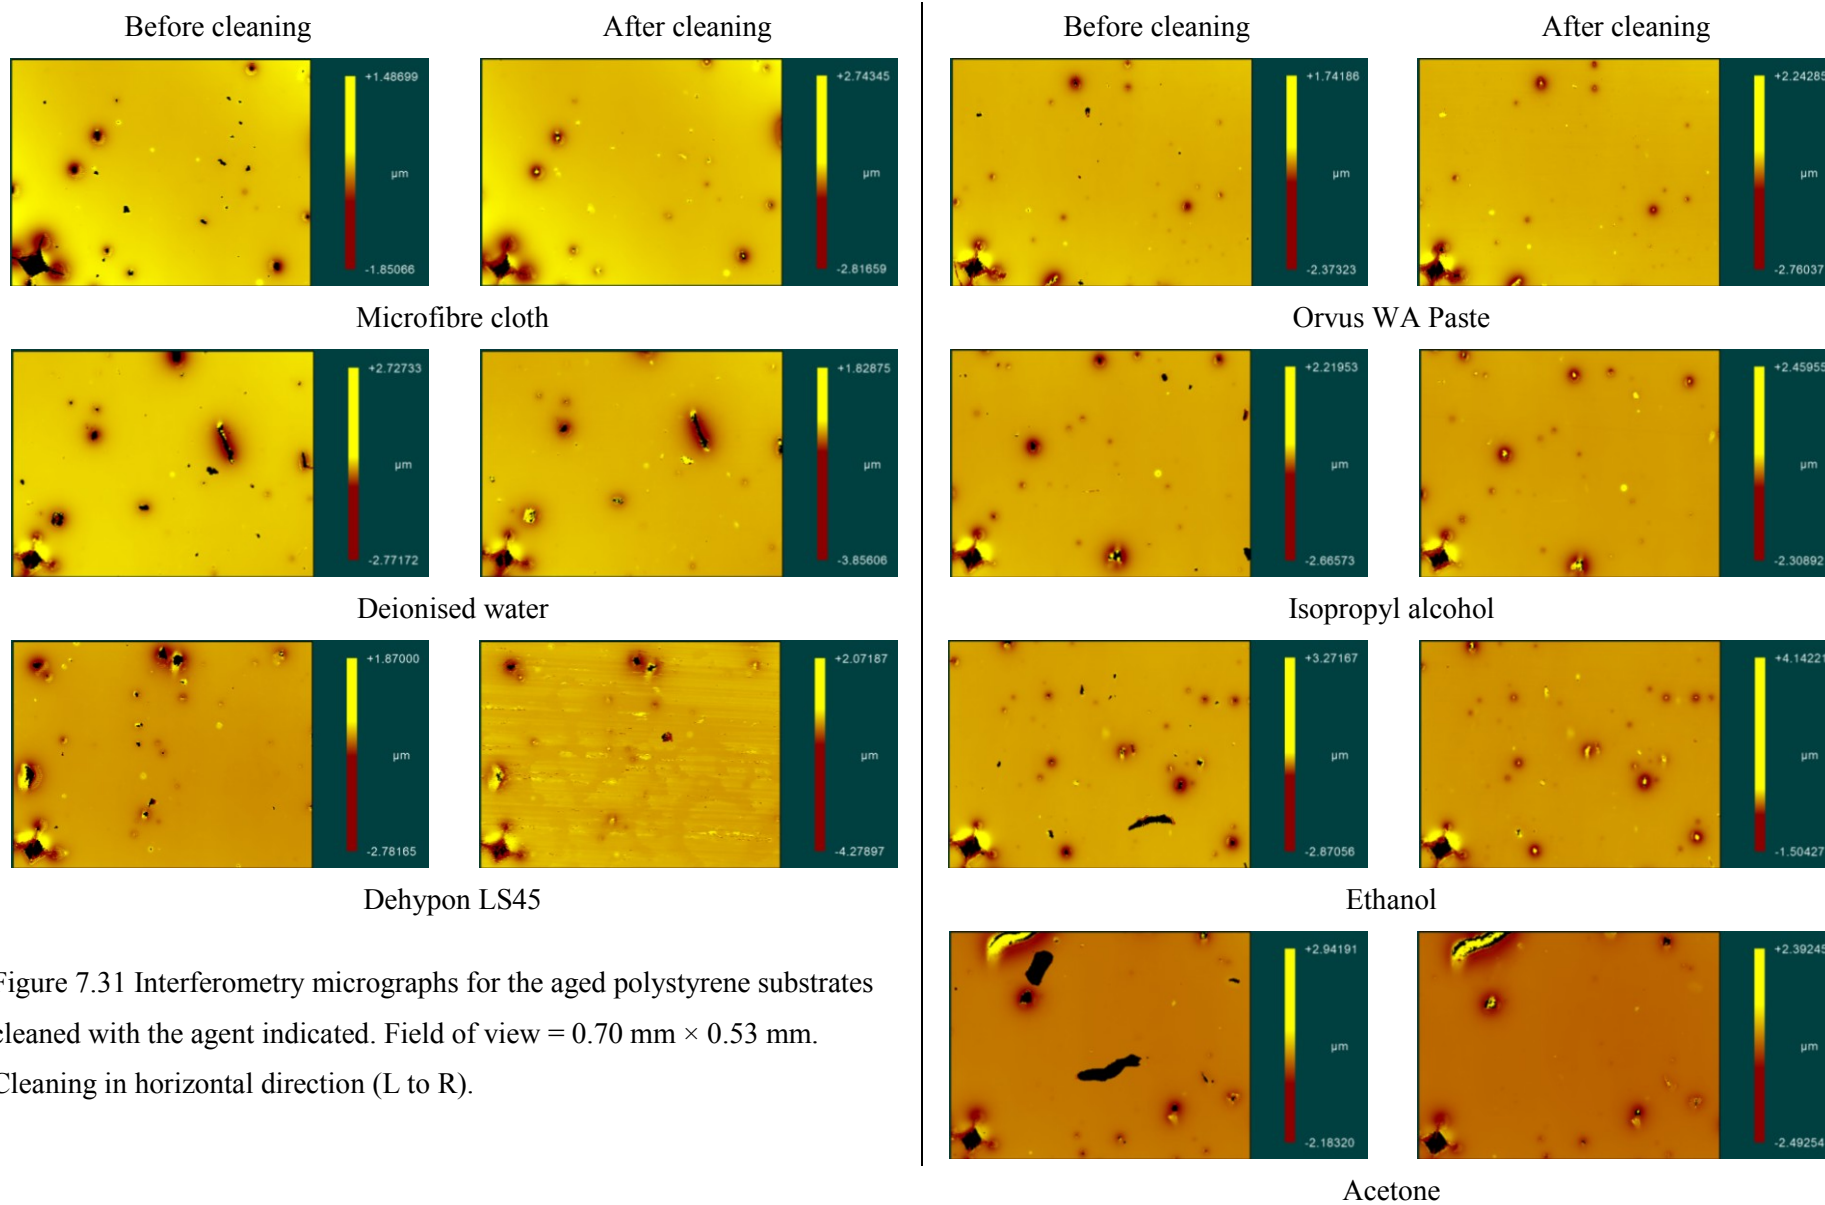 Before cleaning
After cleaning
+1.48699
µm
-1.85066
+2.74345
µm
-2.81659
Microfibre cloth
+2.72733
µm
-2.77172
+1.82875
µm
-3.85606
Deionised water
+1.87000
µm
-2.78165
+2.07187
µm
-4.27897
Dehypon LS45
Figure 7.31 Interferometry micrographs for the aged polystyrene substrates
cleaned with the agent indicated. Field of view = 0.70 mm × 0.53 mm.
Cleaning in horizontal direction (L to R).
Before cleaning
After cleaning
+1.74186
µm
-2.37323
+2.24285
µm
-2.76037
Orvus WA Paste
+2.21953
µm
-2.66573
+2.45955
µm
-2.30892
Isopropyl alcohol
+3.27167
µm
-2.87056
+4.14221
µm
-1.50427
Ethanol
+2.94191
µm
-2.18320
+2.39245
µm
-2.49254
Acetone